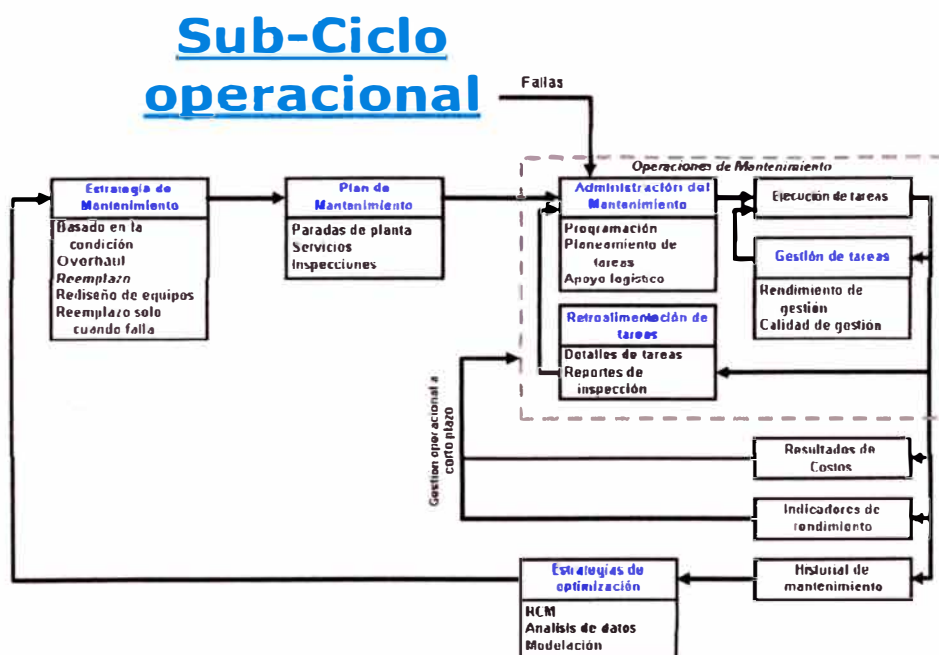 Sub-Ciclo
operacional
Fallas
Operaciones de Mantenimiento
Estrategia de
Mantenimiento
Basado en la
condición
Overhaul
Reemplazo
Rediseño de equipos
Reemplazo solo
cuando falla
Plan de
Mantenimiento
Paradas de planta
Servicios
Inspecciones
Administración del
Mantenimiento
Programación
Planeamiento de
tareas
Apoyo logístico
Ejecución de tareas
Gestión de tareas
Rendimiento de
gestión
Calidad de gestión
Retroalimentación de
tareas
Detalles de tareas
Reportes de
inspección
Gestion operacional a
corto plazo
Resultados de
Costos
Indicadores de
rendimiento
Historial de
mantenimiento
Estrategias de
optimización
RCM
Analisis de datos
Modelación